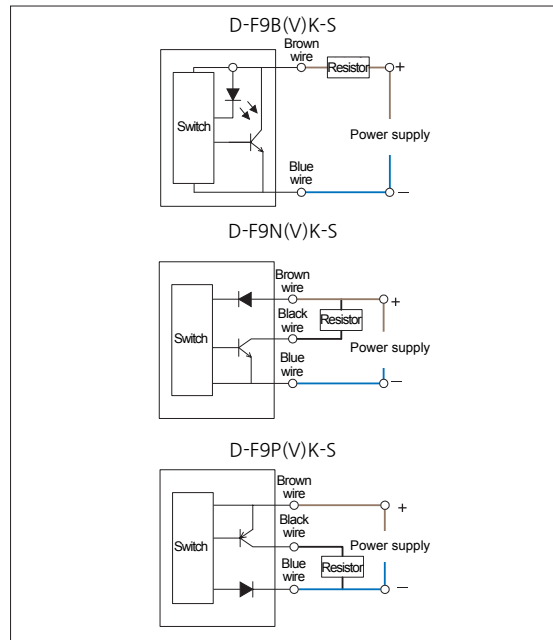 D-F9B(V)K-S
Brown
wire
Resistor
+
Switch
Power supply
Blue
wire
−
D-F9N(V)K-S
Brown
wire
+
Black
wire
Resistor
Switch
Power supply
Blue
wire
−
D-F9P(V)K-S
Brown
wire
+
Black
wire
Switch
Power supply
Blue
wire
Resistor
−